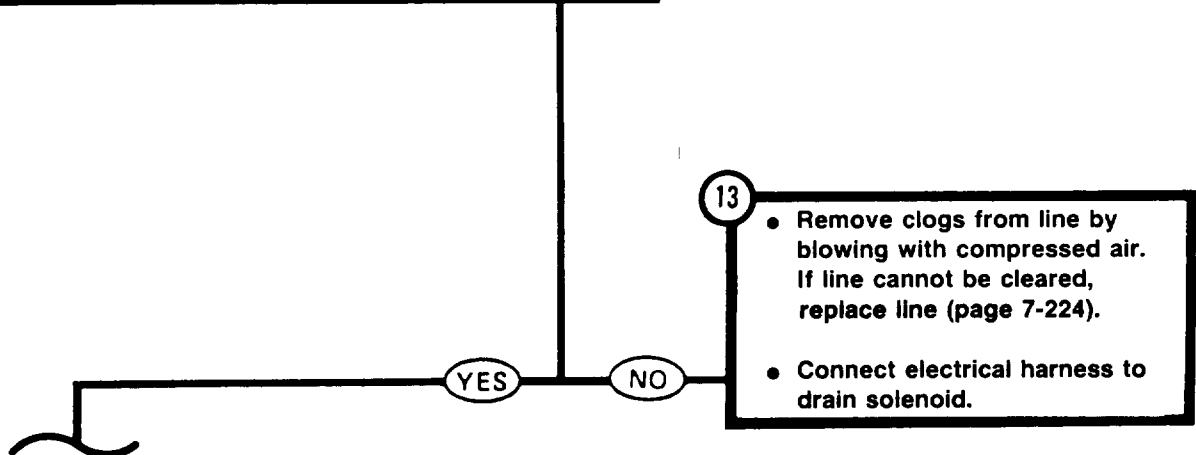 13
● Remove clogs from line by
blowing with compressed air.
If line cannot be cleared,
replace line (page 7-224).
● Connect electrical harness to
drain solenoid.
YES
NO